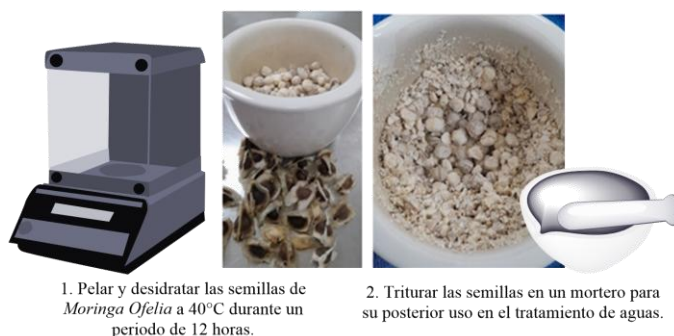 1. Pelar y desidratar las semillas de
Moringa Ofelia a 40°C durante un
periodo de 12 horas.
2. Triturar las semillas en un mortero para
su posterior uso en el tratamiento de aguas.